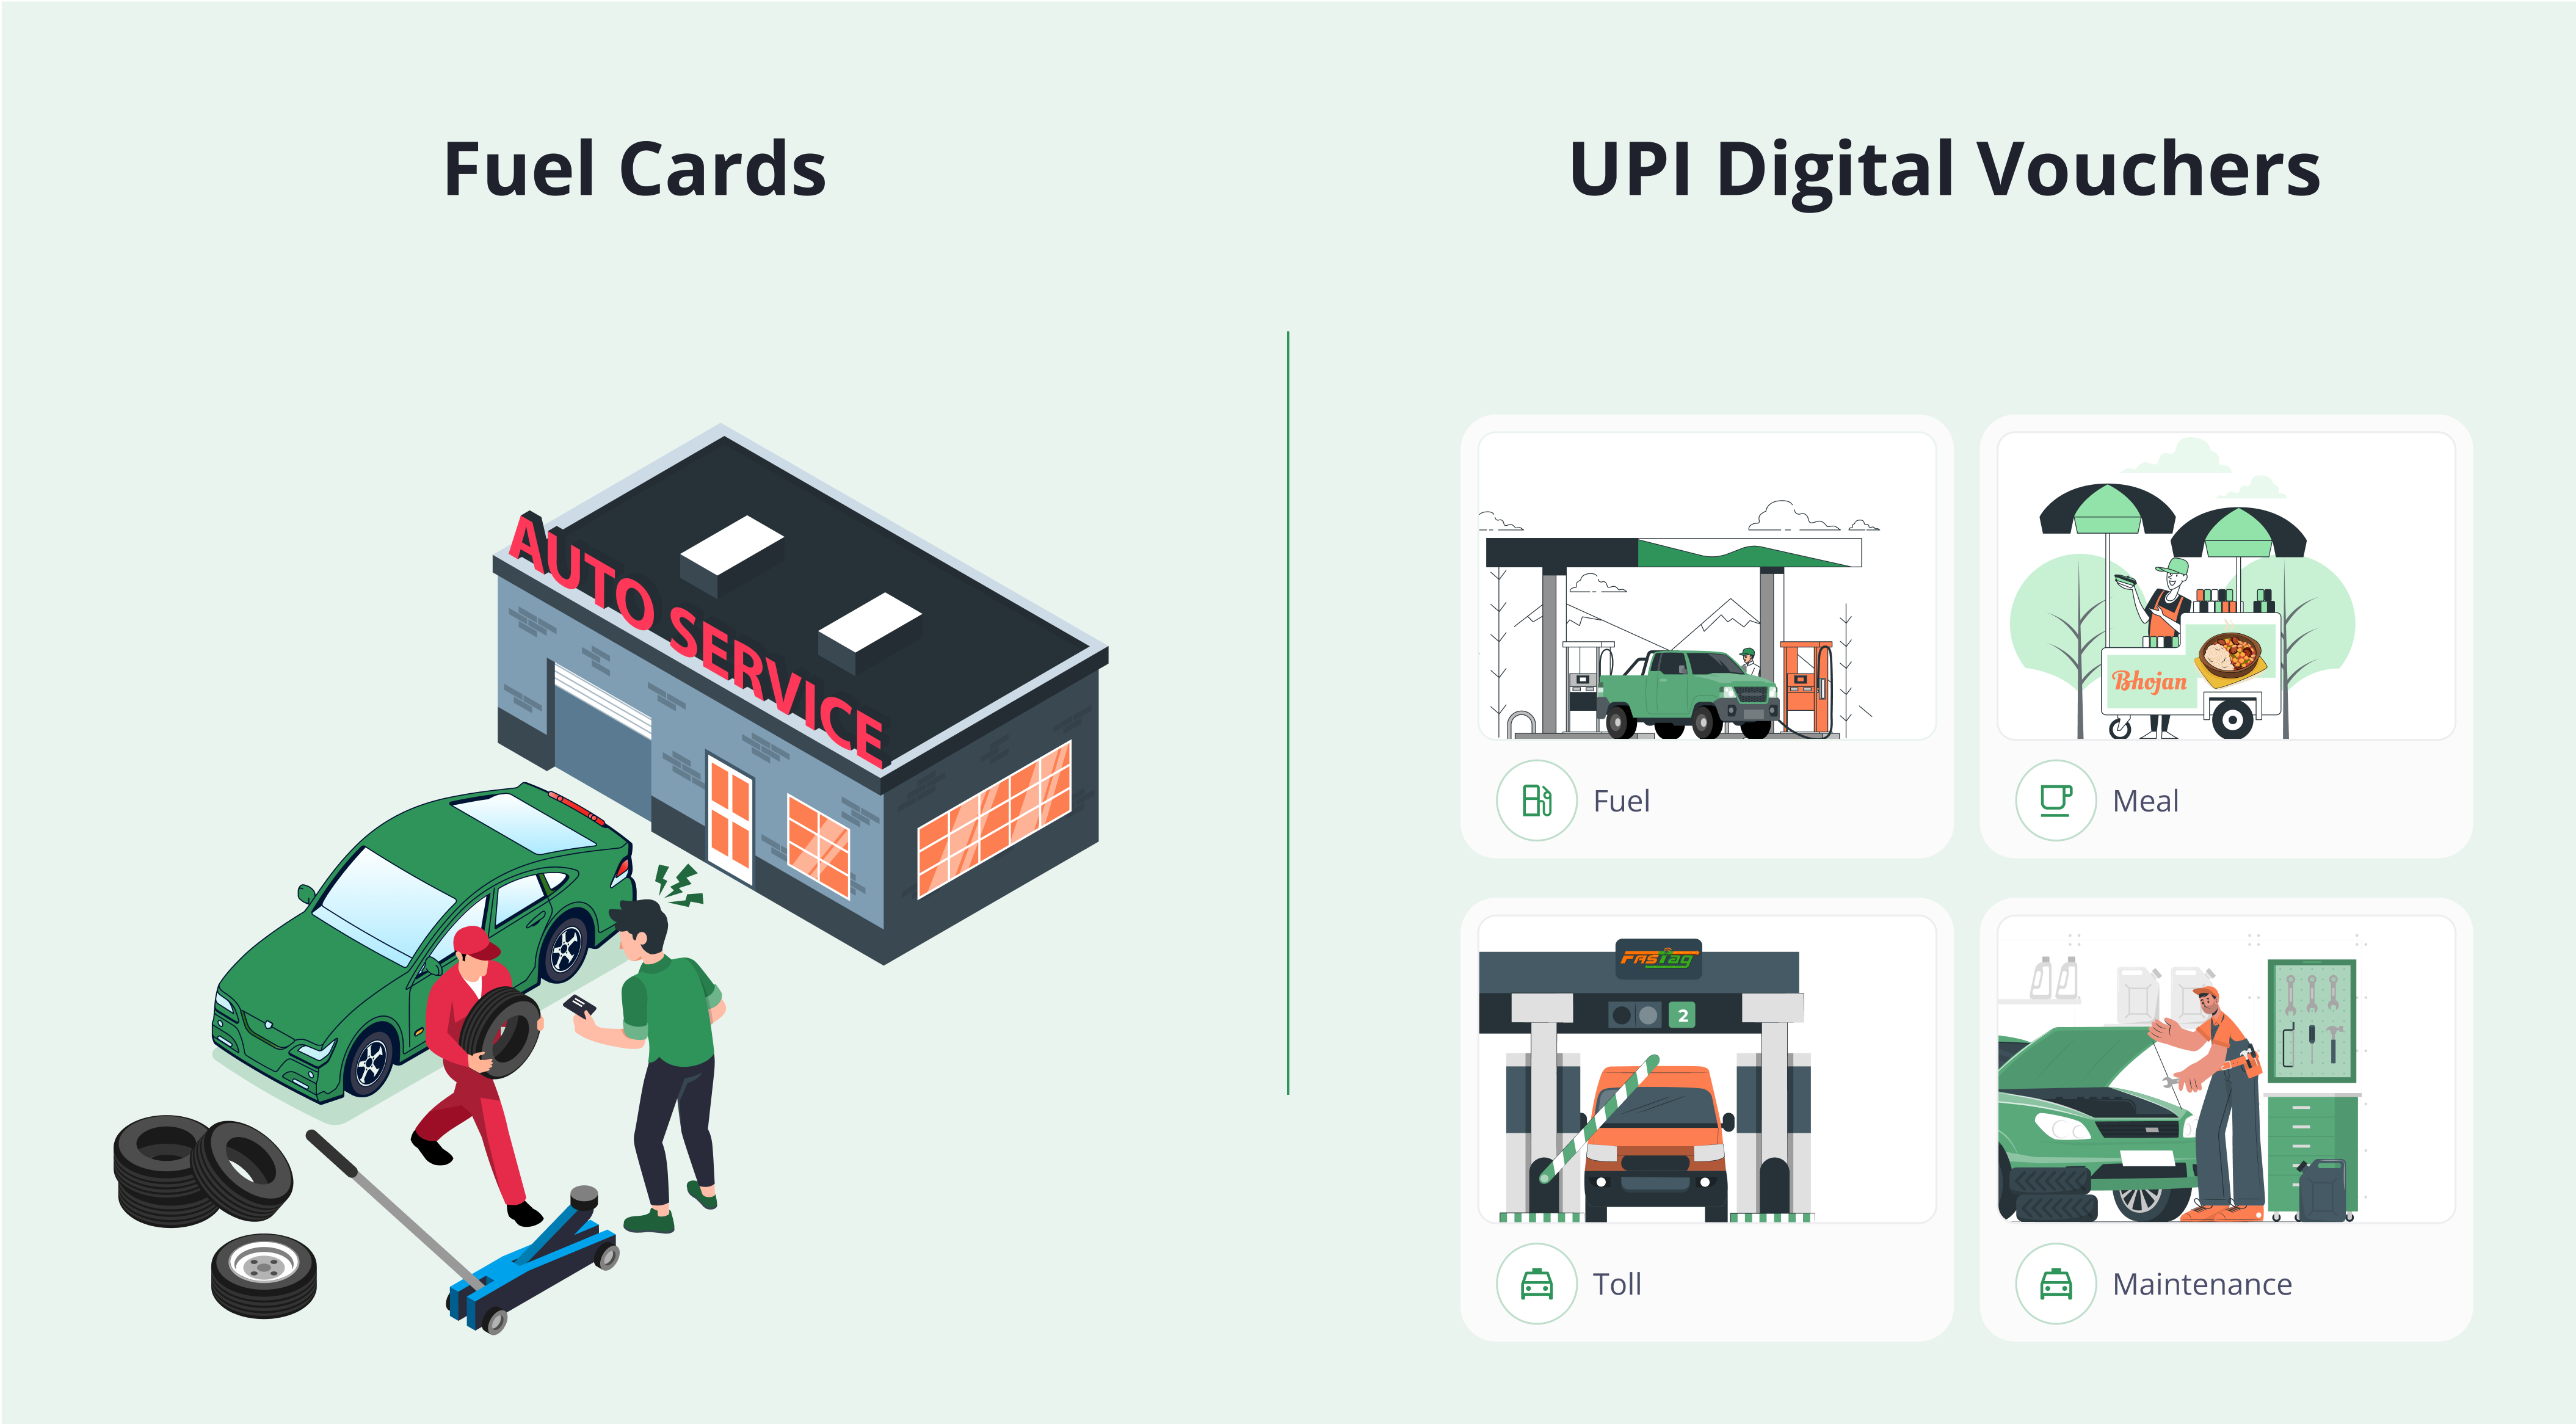 Fuel Cards
UPI Digital Vouchers
AUTO SERVICE
Bhojan
Fuel
Meal
FASTag
2
Toll
Maintenance